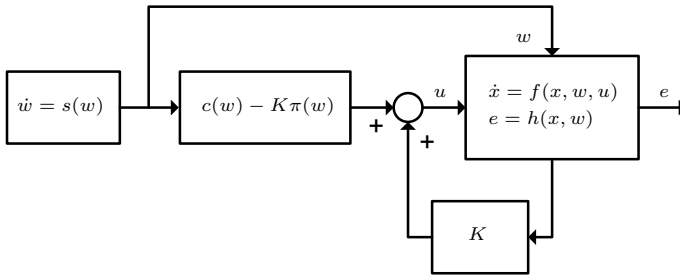 w
ẇ = s(w)
c(w) − Kπ(w)
+
+
u
ẋ = f(x, w, u)
e = h(x, w)
e
K